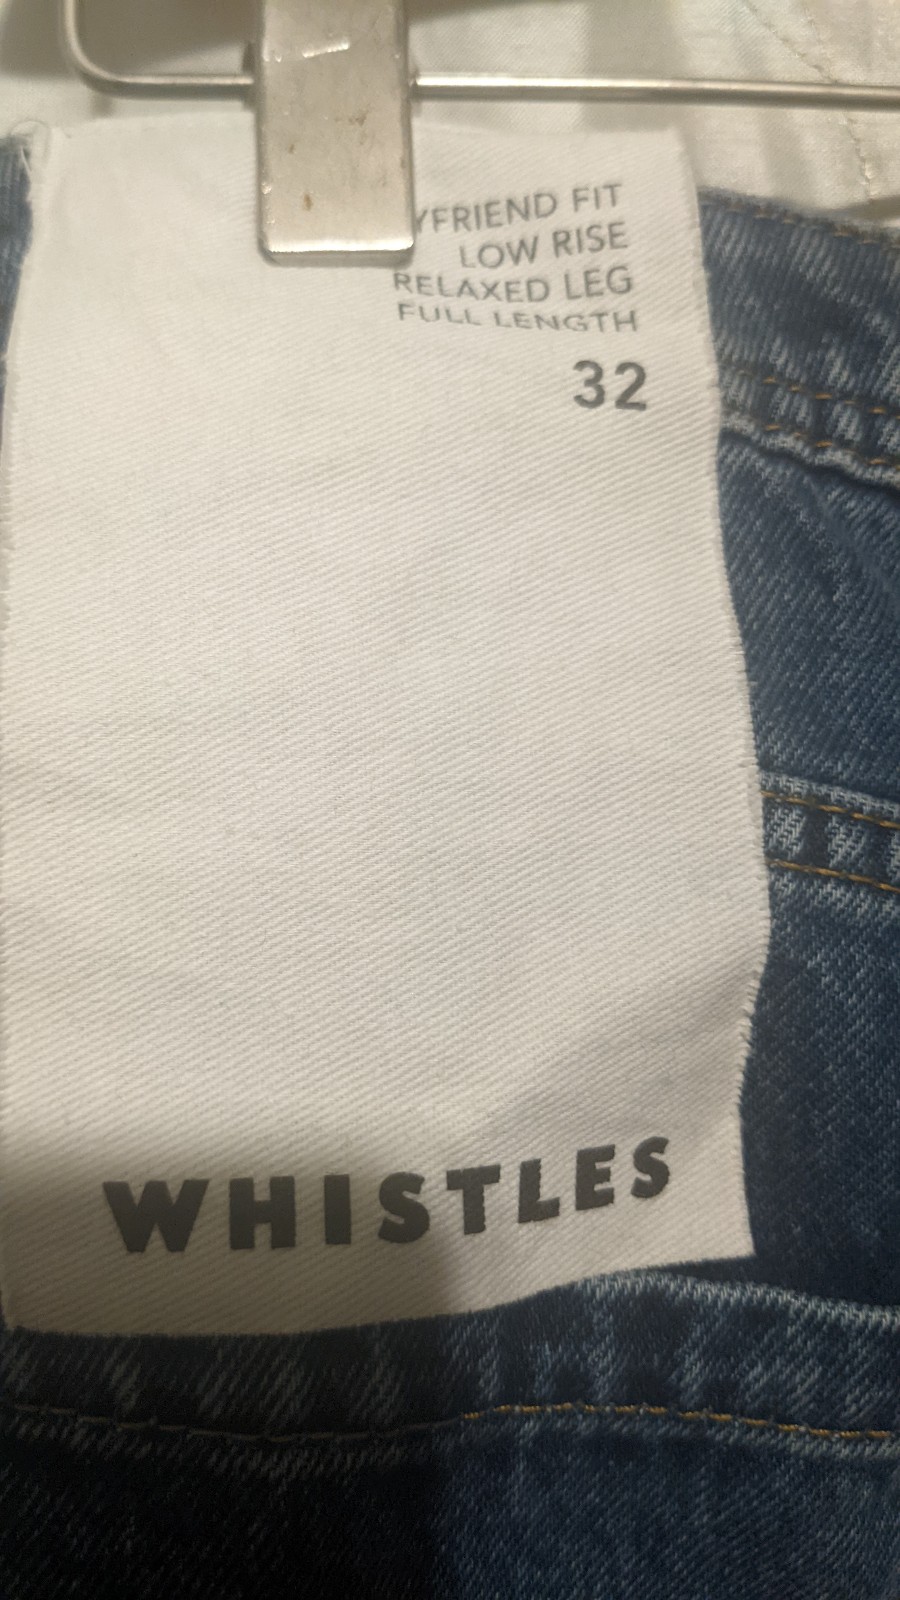 YFRIEND FIT
LOW RISE
RELAXED LEG
FULL LENGTH
32
WHISTLES